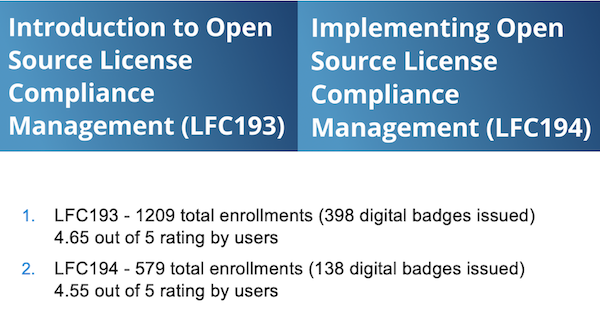 Introduction to Open
Source License
Compliance
Management (LFC193)
Implementing Open
Source License
Compliance
Management (LFC194)
1. LFC193 - 1209 total enrollments (398 digital badges issued)
4.65 out of 5 rating by users
2. LFC194 - 579 total enrollments (138 digital badges issued)
4.55 out of 5 rating by users